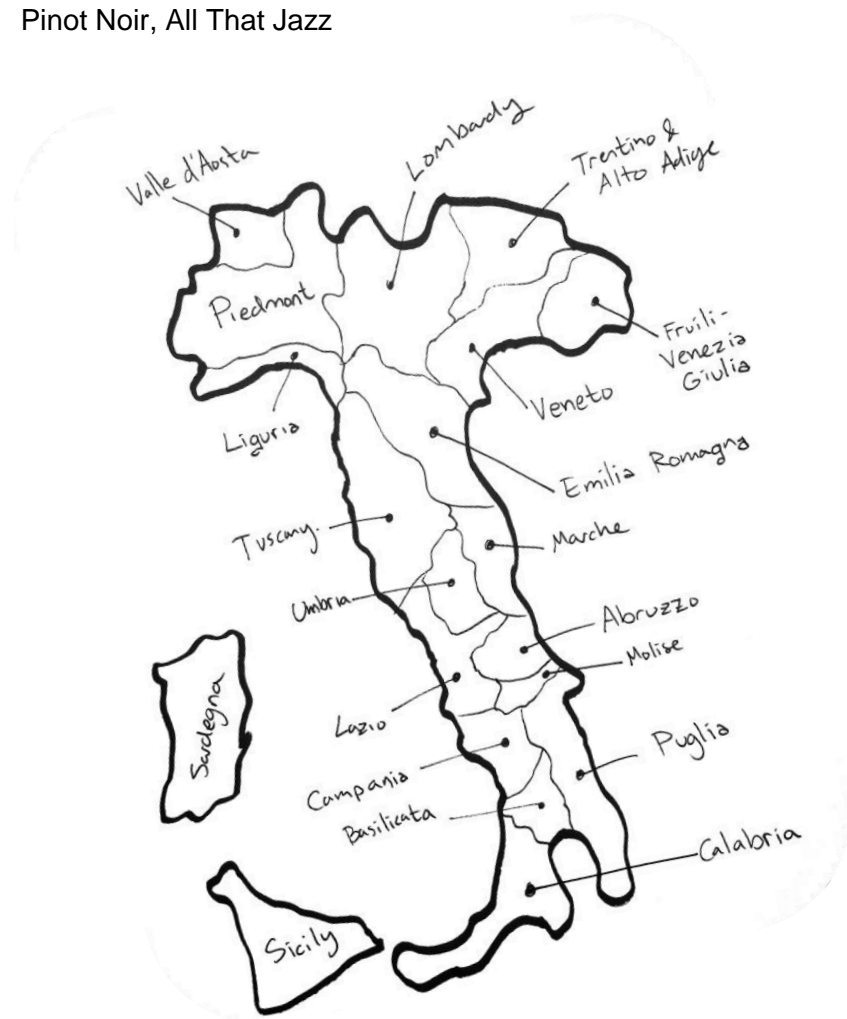 Pinot Noir, All That Jazz
Lombardy
Trentino &
Alto Adige
Valle d'Aosta
Piedmont
Fruili-
Venezia
Giulia
Veneto
Liguria
Emilia Romagna
Tuscany.
Marche
Umbria
Abruzzo
Molise
Sardegna
Lazio
Puglia
Campania
Basilicata
Calabria
Sicily